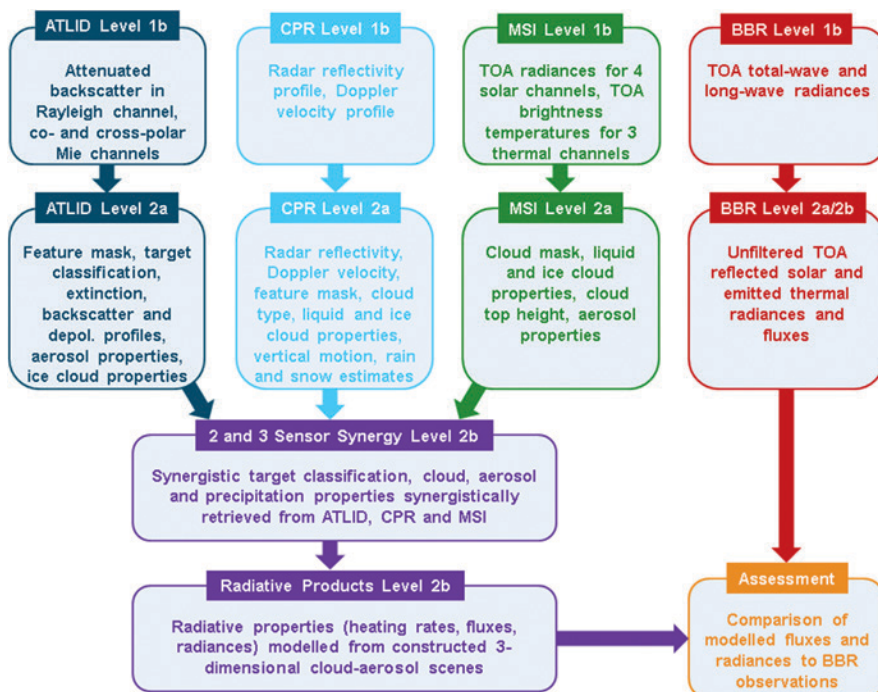 ATLID Level 1b
Attenuated
backscatter in
Rayleigh channel,
co- and cross-polar
Mie channels
CPR Level 1b
Radar reflectivity
profile, Doppler
velocity profile
MSI Level 1b
TOA radiances for 4
solar channels, TOA
brightness
temperatures for 3
thermal channels
BBR Level 1b
TOA total-wave and
long-wave radiances
ATLID Level 2a
Feature mask, target
classification,
extinction,
backscatter and
depol. profiles,
aerosol properties,
ice cloud properties
CPR Level 2a
Radar reflectivity,
Doppler velocity,
feature mask, cloud
type, liquid and ice
cloud properties,
vertical motion, rain
and snow estimates
MSI Level 2a
Cloud mask, liquid
and ice cloud
properties, cloud
top height, aerosol
properties
BBR Level 2a/2b
Unfiltered TOA
reflected solar and
emitted thermal
radiances and
fluxes
2 and 3 Sensor Synergy Level 2b
Synergistic target classification, cloud, aerosol
and precipitation properties synergistically
retrieved from ATLID, CPR and MSI
Radiative Products Level 2b
Radiative properties (heating rates, fluxes,
radiances) modelled from constructed 3-
dimensional cloud-aerosol scenes
Assessment
Comparison of
modelled fluxes and
radiances to BBR
observations